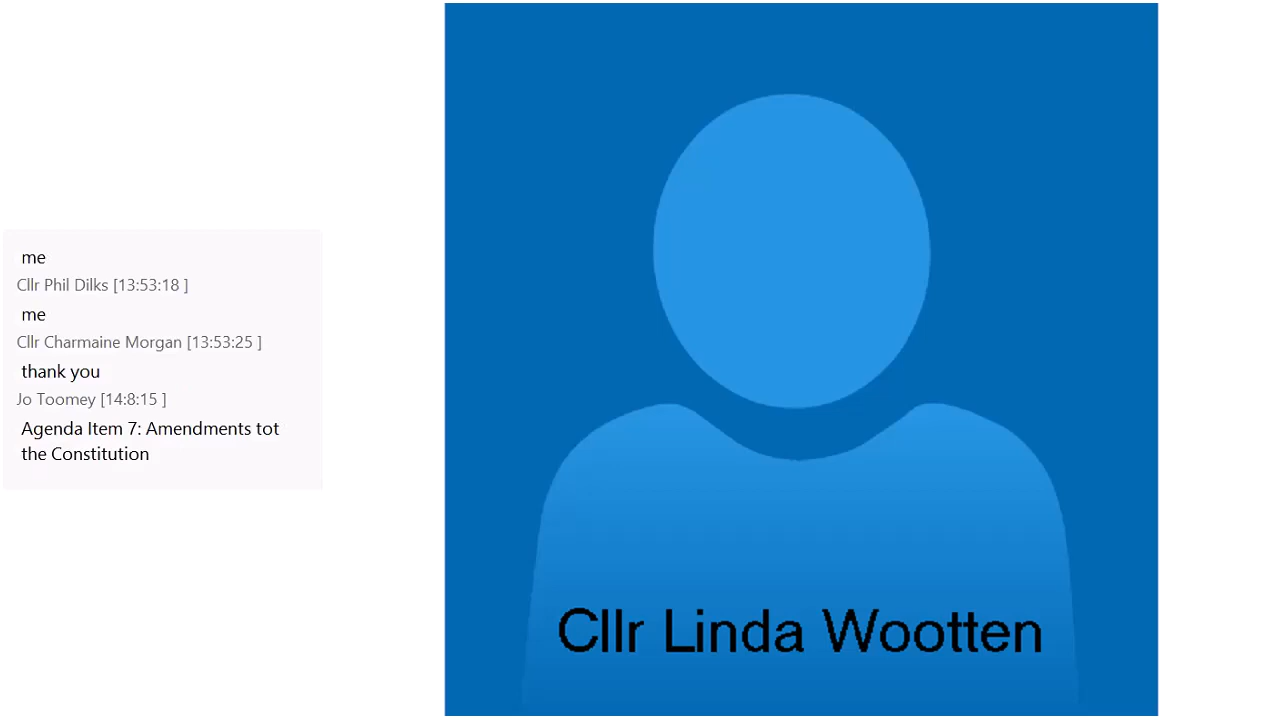 me
Cllr Phil Dilks [13:53:18 ]
me
Cllr Charmaine Morgan [13:53:25 ]
thank you
Jo Toomey [14:8:15 ]
Agenda Item 7: Amendments tot
the Constitution
Cllr Linda Wootten